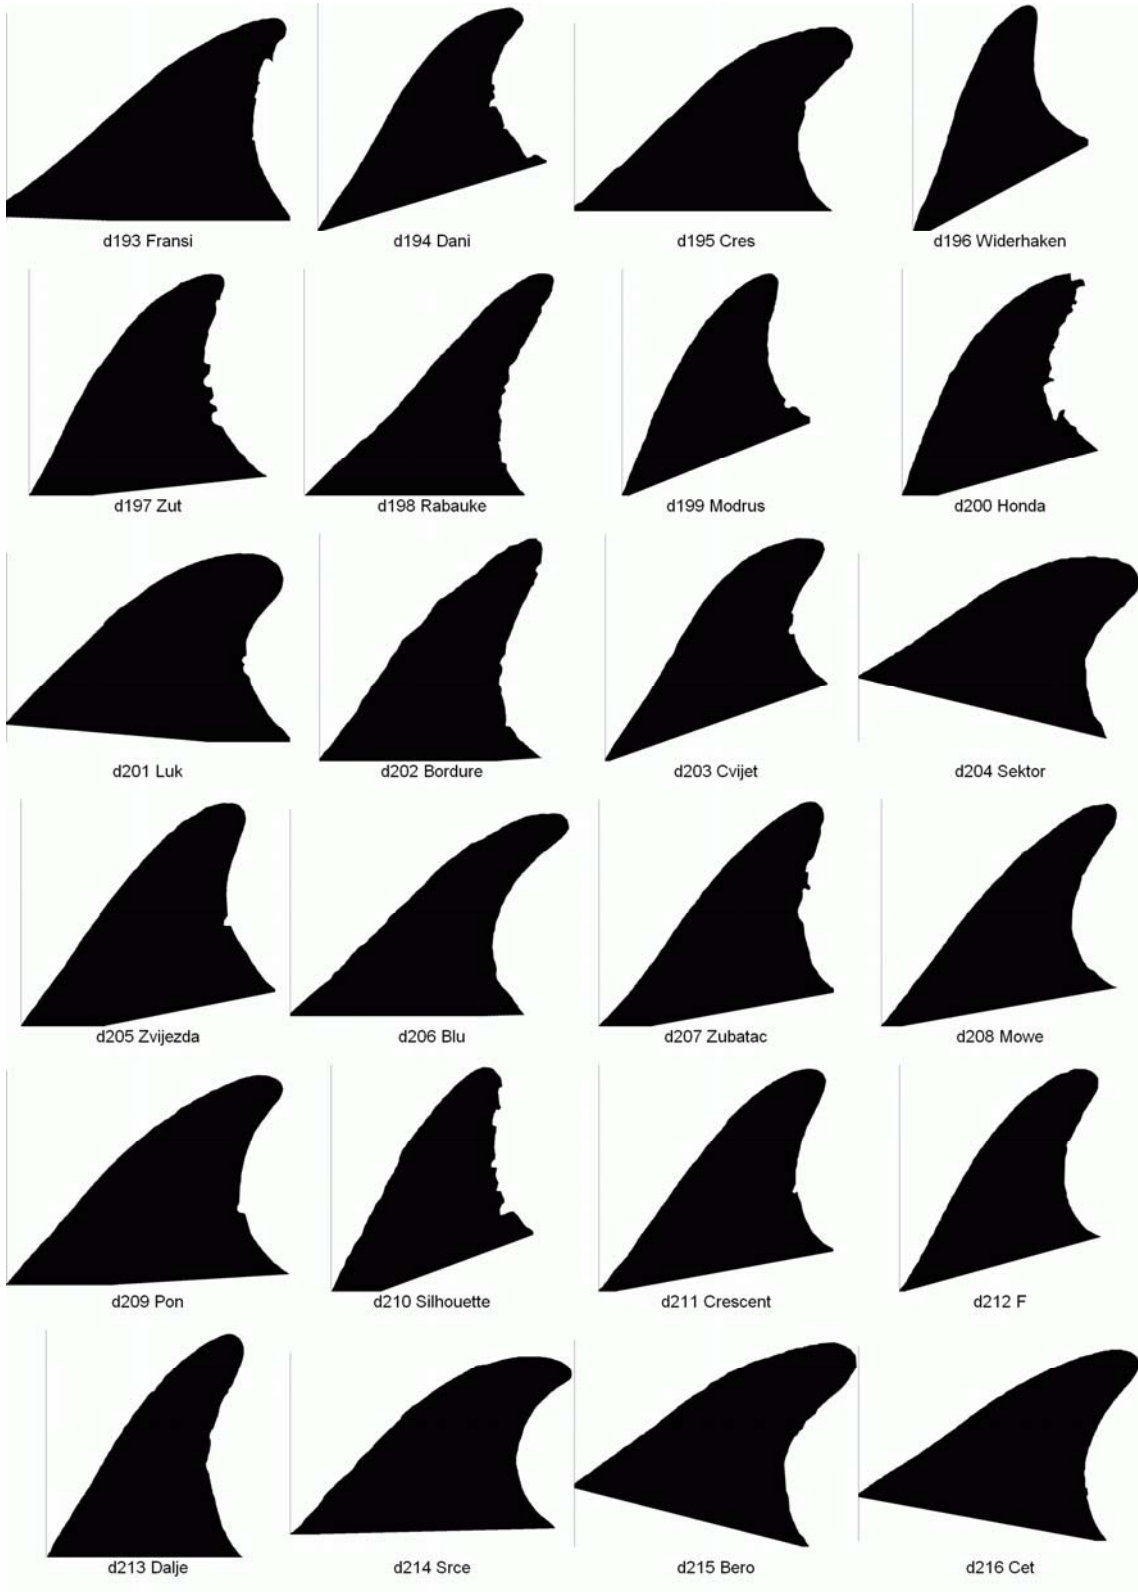 d193 Fransi
d194 Dani
d195 Cres
d196 Widerhaken
d197 Zut
d198 Rabauke
d199 Modrus
d200 Honda
d201 Luk
d202 Bordure
d203 Cvijet
d204 Sektor
d205 Zvijezda
d206 Blu
d207 Zubatac
d208 Mowe
d209 Pon
d210 Silhouette
d211 Crescent
d212 F
d213 Dalje
d214 Srce
d215 Bero
d216 Cet